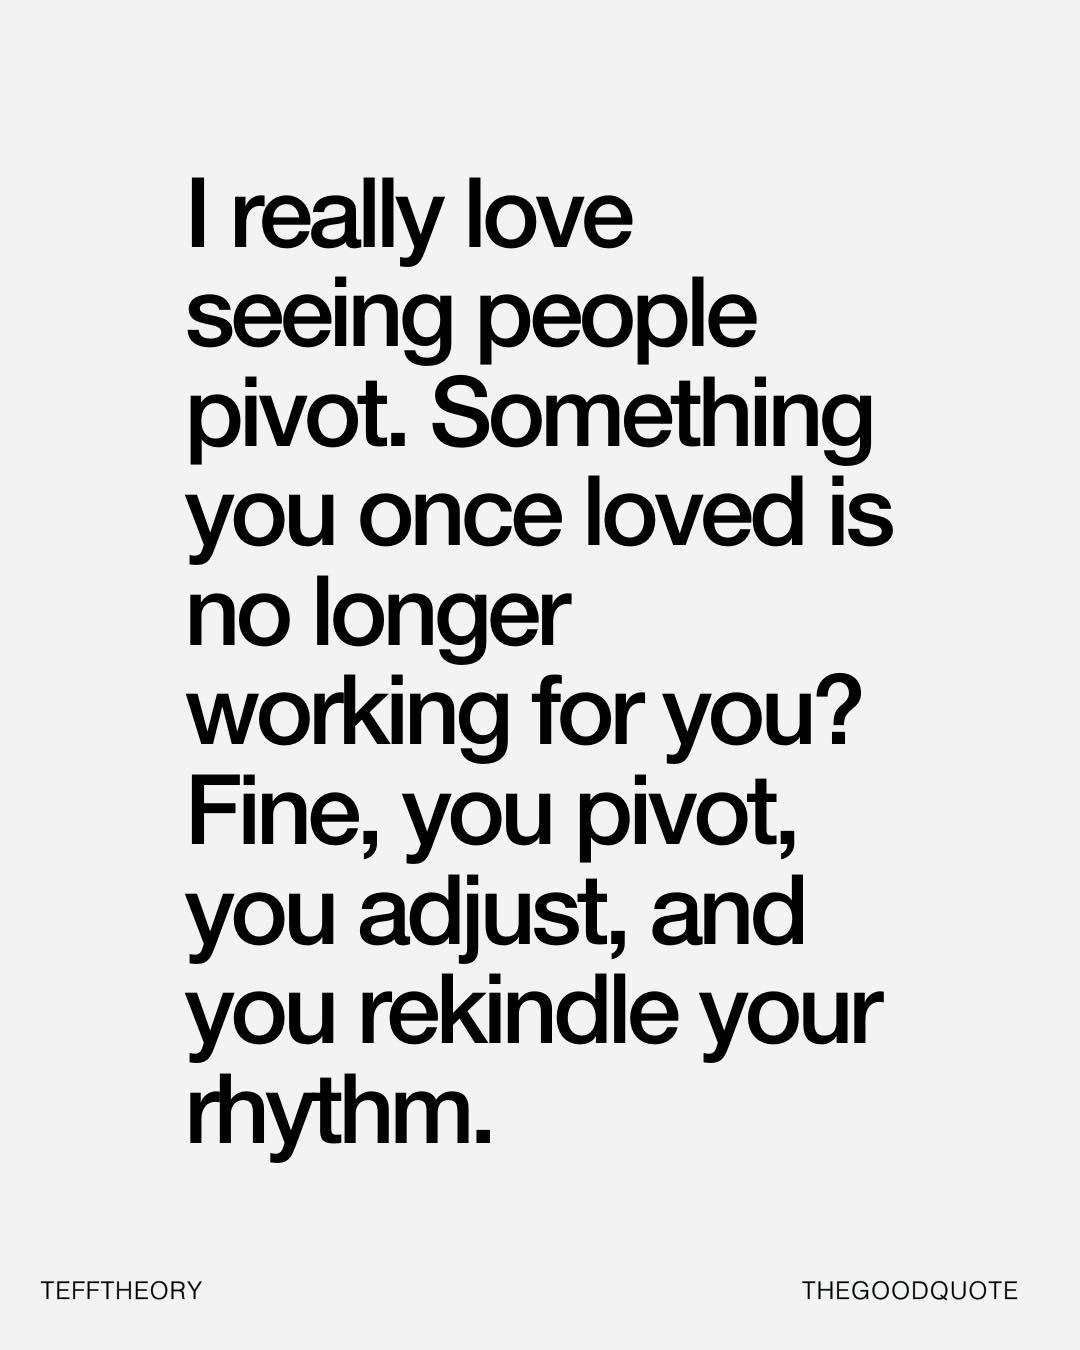 I really love
seeing people
pivot. Something
you once loved is
no longer
working for you?
Fine, you pivot,
you adjust, and
you rekindle your
rhythm.
TEFFTHEORY
THEGOODQUOTE